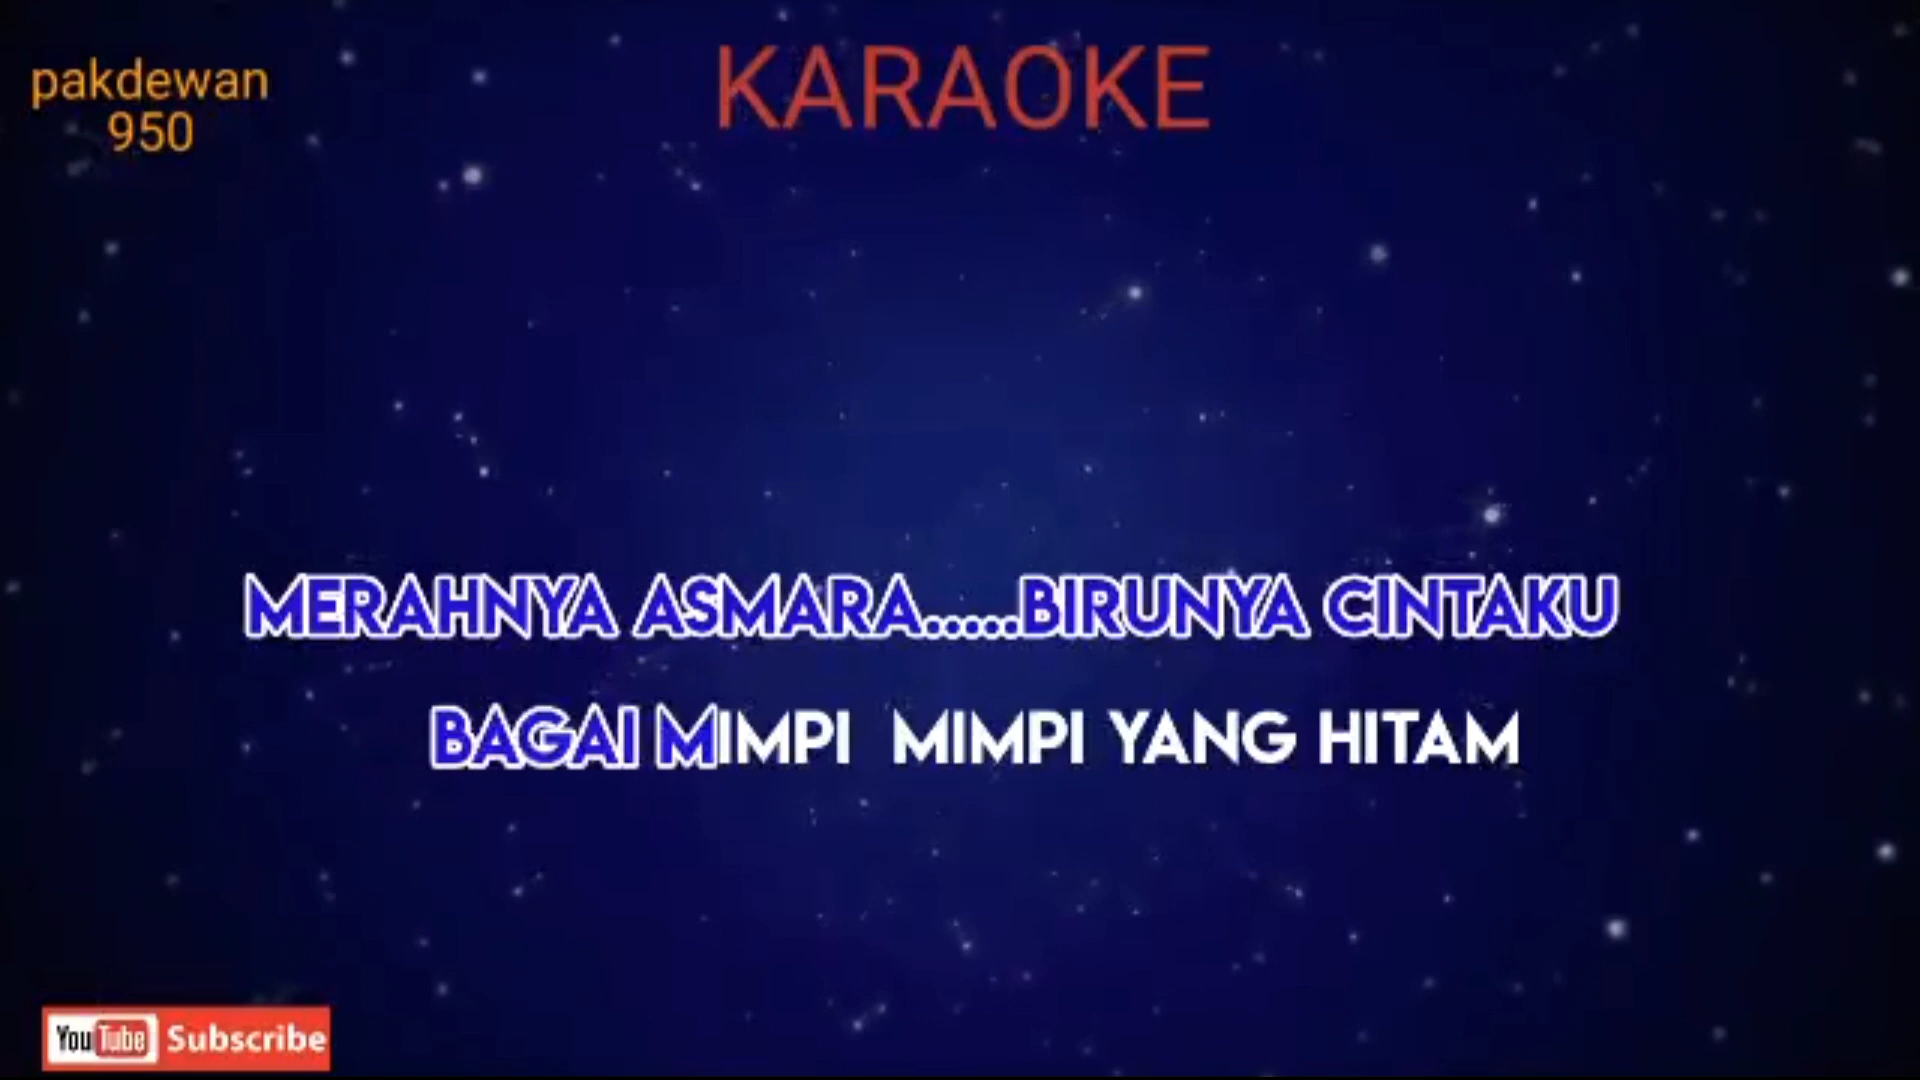 pakdewan
950
KARAOKE
MERAHNYA ASMARA.....BIRUNYA CINTAKU
BAGAI MIMPI  MIMPI YANG HITAM
YouTube Subscribe